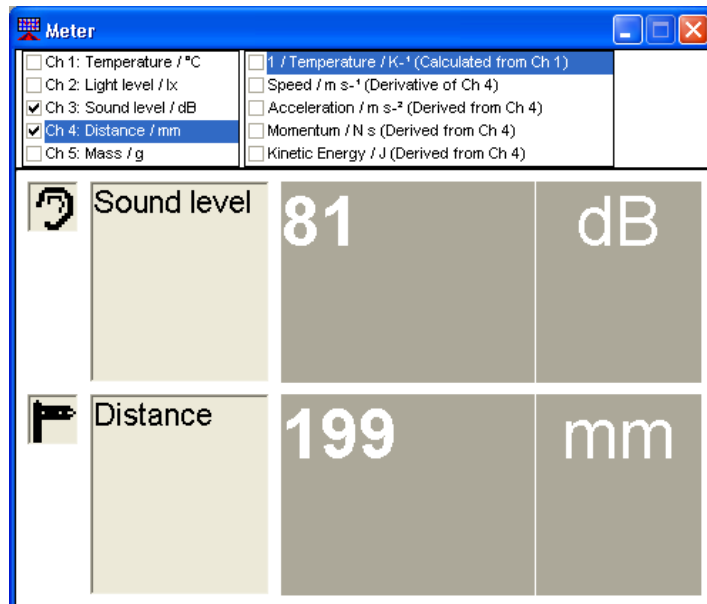 Meter
Ch 1: Temperature / °C
Ch 2: Light level / lx
Ch 3: Sound level / dB
Ch 4: Distance / mm
Ch 5: Mass / g
1 / Temperature / K-¹ (Calculated from Ch 1)
Speed / m s-¹ (Derivative of Ch 4)
Acceleration / m s-² (Derived from Ch 4)
Momentum / N s (Derived from Ch 4)
Kinetic Energy / J (Derived from Ch 4)
Sound level 81 dB
Distance 199 mm